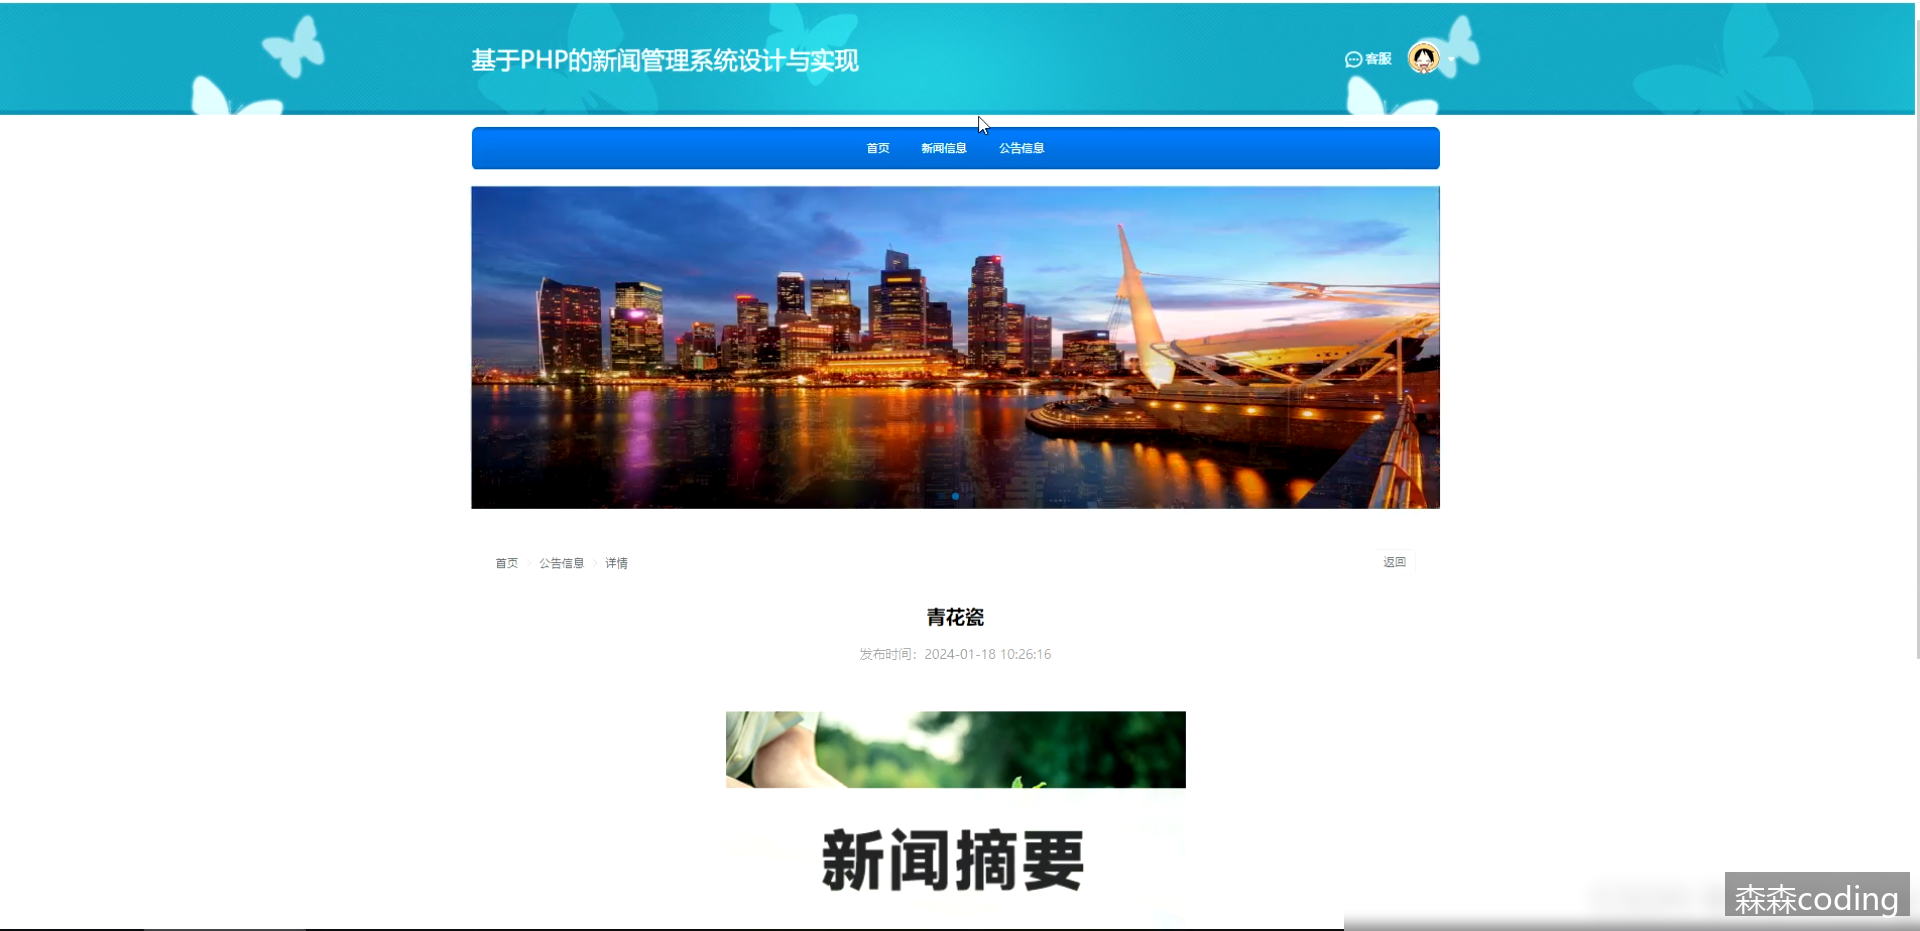 基于PHP的新闻管理系统设计与实现
客服
首页 新闻信息 公告信息
首页 公告信息 详情
返回
青花瓷
发布时间：2024-01-18 10:26:16
新闻摘要
森森coding